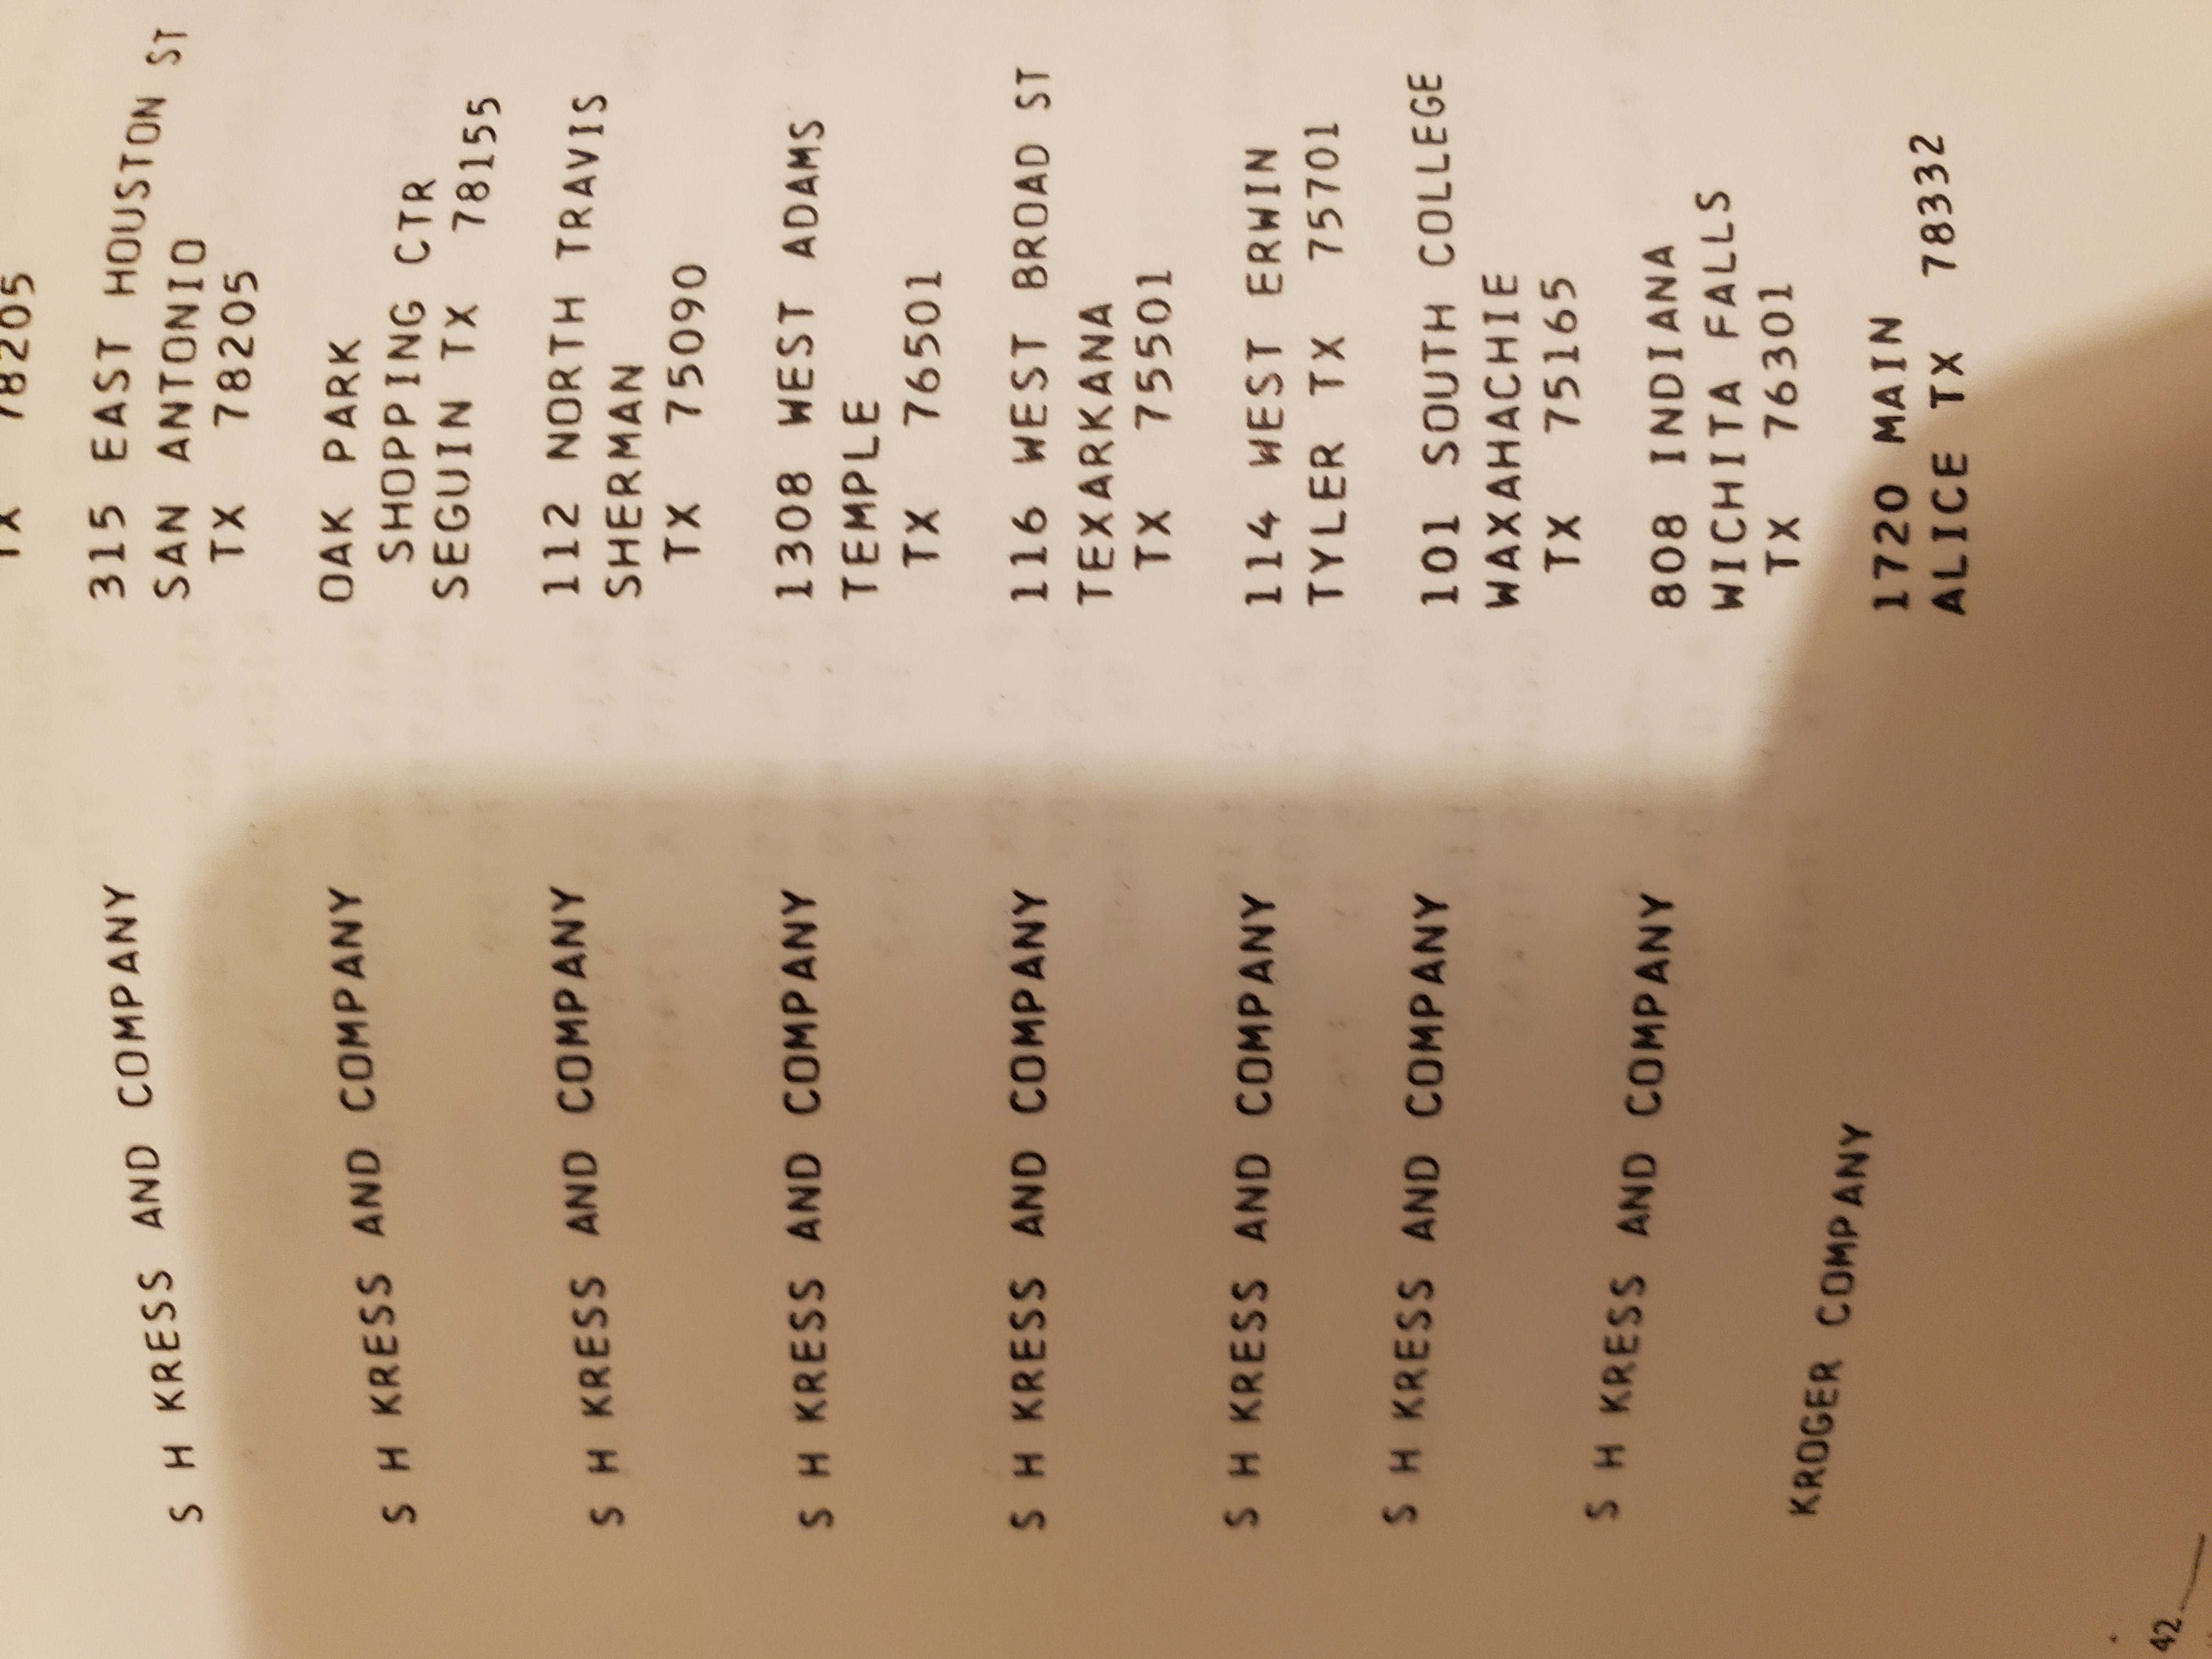 TX 78205
S H KRESS AND COMPANY 315 EAST HOUSTON ST
SAN ANTONIO
TX 78205
S H KRESS AND COMPANY OAK PARK
SHOPPING CTR
SEGUIN TX 78155
S H KRESS AND COMPANY 112 NORTH TRAVIS
SHERMAN
TX 75090
S H KRESS AND COMPANY 1308 WEST ADAMS
TEMPLE
TX 76501
S H KRESS AND COMPANY 116 WEST BROAD ST
TEXARKANA
TX 75501
S H KRESS AND COMPANY 114 WEST ERWIN
TYLER TX 75701
S H KRESS AND COMPANY 101 SOUTH COLLEGE
WAXAHACHIE
TX 75165
S H KRESS AND COMPANY 808 INDIANA
WICHITA FALLS
TX 76301
KROGER COMPANY 1720 MAIN
ALICE TX 78332
42